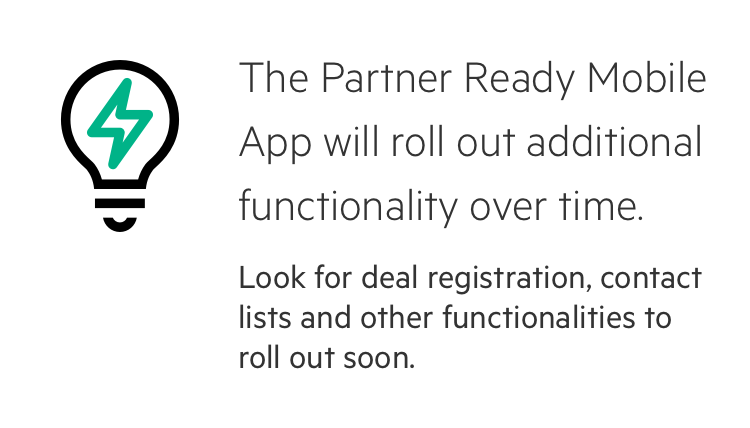 The Partner Ready Mobile
App will roll out additional
functionality over time.
Look for deal registration, contact
lists and other functionalities to
roll out soon.